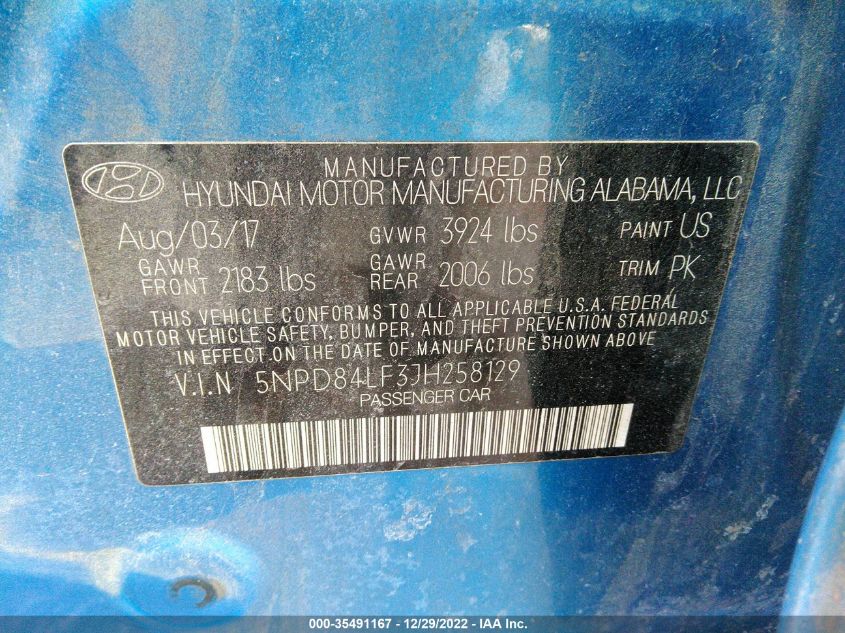 MANUFACTURED BY
HYUNDAI MOTOR MANUFACTURING ALABAMA, LLC
Aug/03/17 GVWR 3924 lbs PAINT US
GAWR FRONT 2183 lbs GAWR REAR 2006 lbs TRIM PK
THIS VEHICLE CONFORMS TO ALL APPLICABLE U.S.A. FEDERAL
MOTOR VEHICLE SAFETY, BUMPER, AND THEFT PREVENTION STANDARDS
IN EFFECT ON THE DATE OF MANUFACTURE SHOWN ABOVE
V.I.N 5NPD84LF3JH258129
PASSENGER CAR
000-35491167 - 12/29/2022 - IAA Inc.